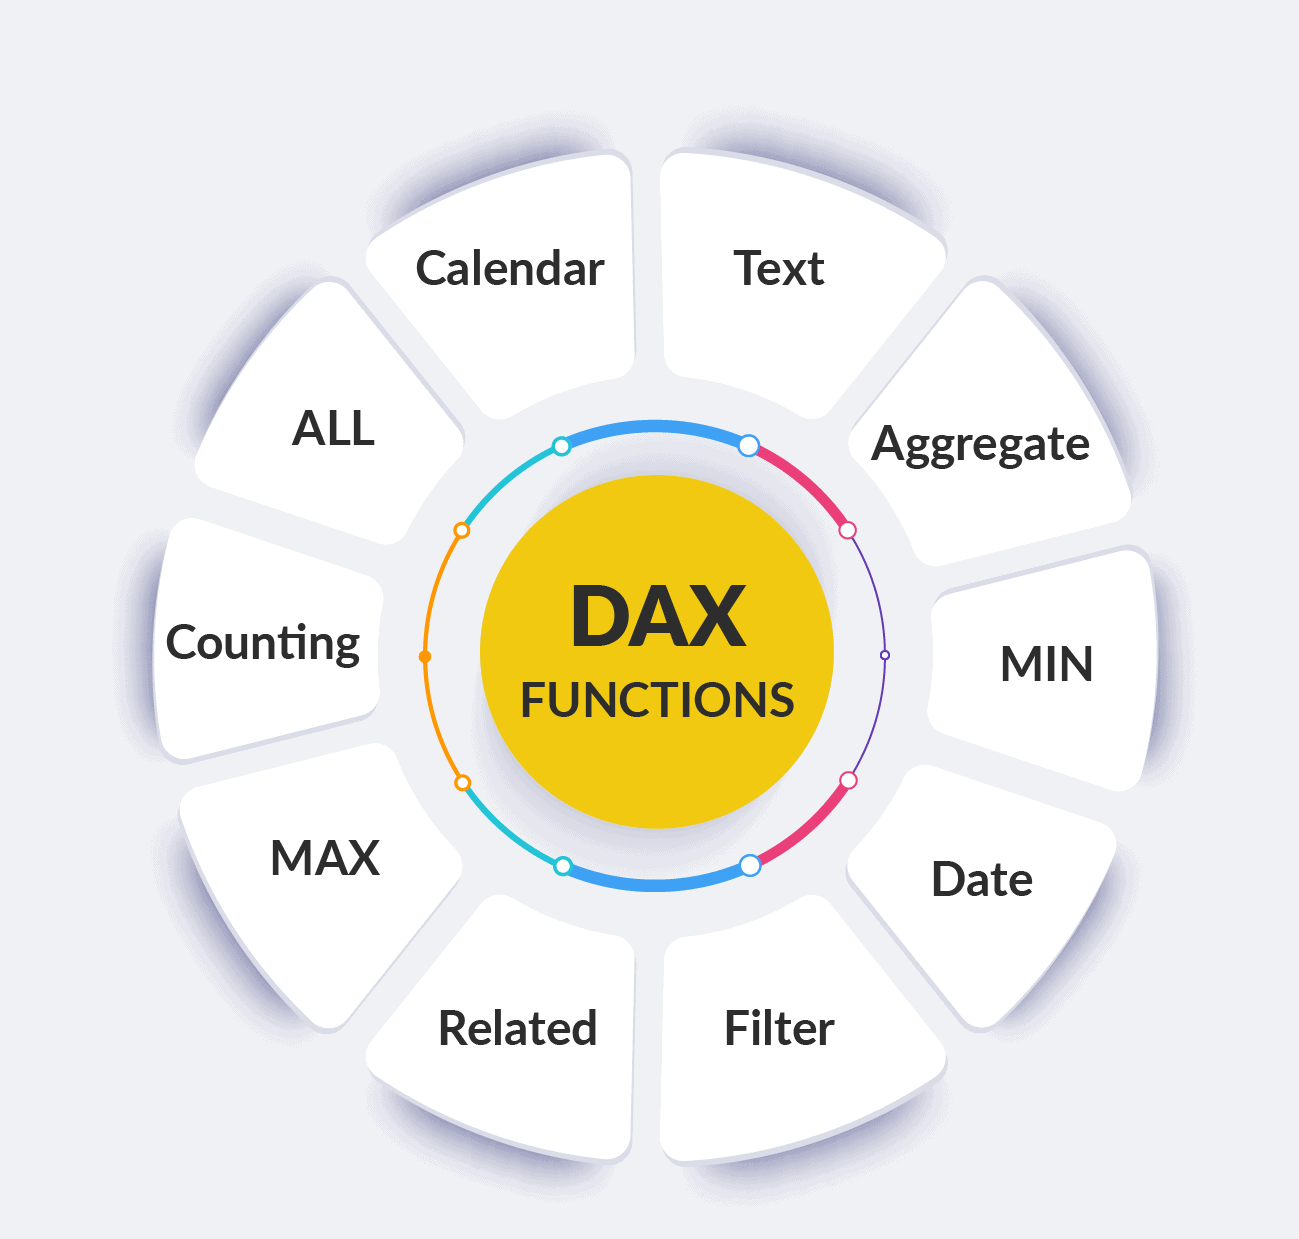 Calendar
Text
ALL
Aggregate
DAX
FUNCTIONS
Counting
MIN
MAX
Date
Related
Filter